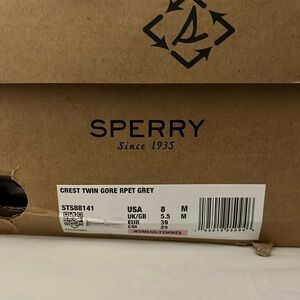 SPERRY
Since 1935
CREST TWIN GORE RPET GREY
STS88141
USA 8 M
UK/GB 5.5 M
EUR 39
CM 25
WOMENS/FEMMES